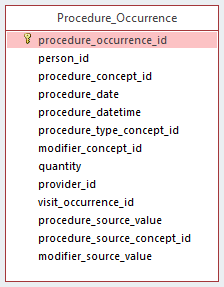 Procedure_Occurrence
procedure_occurrence_id
person_id
procedure_concept_id
procedure_date
procedure_datetime
procedure_type_concept_id
modifier_concept_id
quantity
provider_id
visit_occurrence_id
procedure_source_value
procedure_source_concept_id
modifier_source_value